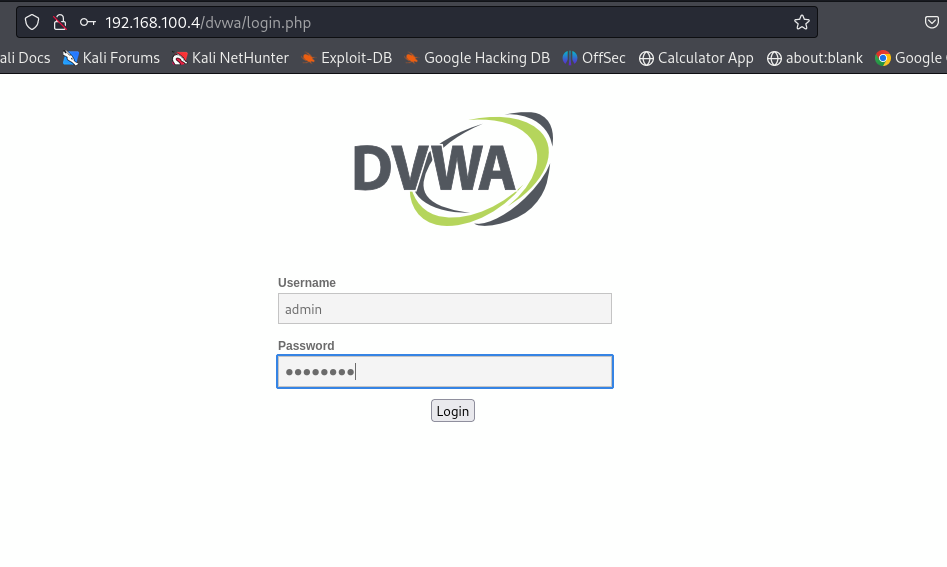 192.168.100.4/dvwa/login.php
ali Docs Kali Forums Kali NetHunter Exploit-DB Google Hacking DB OffSec Calculator App about:blank Google
DVWA
Username
admin
Password
••••••••
Login